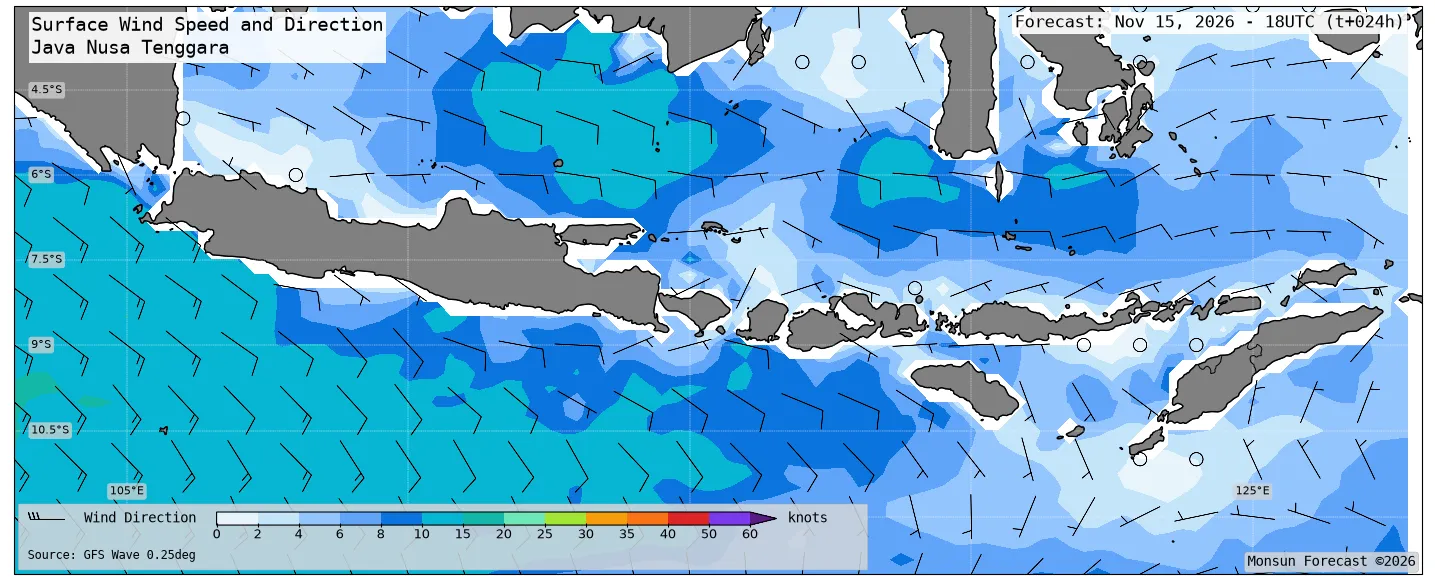 Surface Wind Speed and Direction
Java Nusa Tenggara
Forecast: Nov 15, 2026 - 18UTC (t+024h)
4.5°S
6°S
7.5°S
9°S
10.5°S
105°E
125°E
Wind Direction
0 2 4 6 8 10 15 20 25 30 35 40 50 60
knots
Source: GFS Wave 0.25deg
Monsun Forecast ©2026